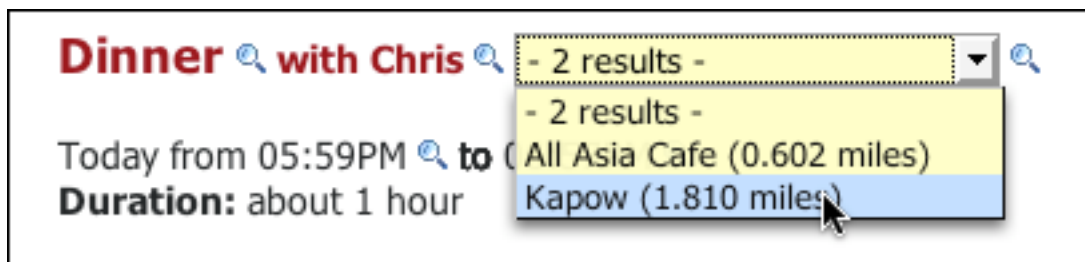 Dinner with Chris - 2 results -
- 2 results -
Today from 05:59PM to All Asia Cafe (0.602 miles)
Duration: about 1 hour Kapow (1.810 miles)